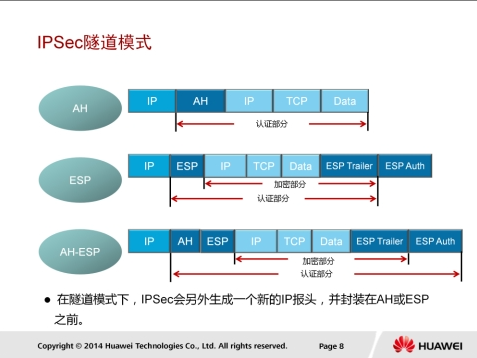 IPSec隧道模式
AH
IP AH IP TCP Data
认证部分
ESP
IP ESP IP TCP Data ESP Trailer ESP Auth
加密部分
认证部分
AH-ESP
IP AH ESP IP TCP Data ESP Trailer ESP Auth
加密部分
认证部分
● 在隧道模式下，IPSec会另外生成一个新的IP报头，并封装在AH或ESP
之前。
Copyright © 2014 Huawei Technologies Co., Ltd. All rights reserved. Page 8 HUAWEI